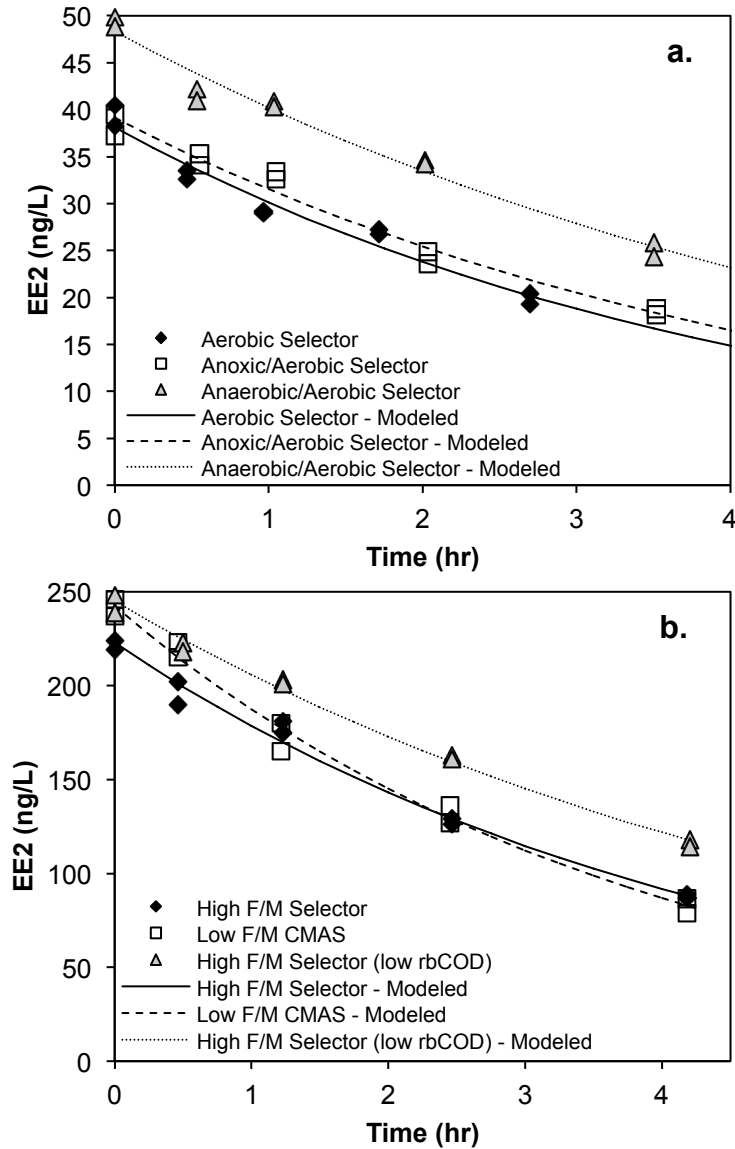 50
45
40
35
30
25
20
15
10
5
0
EE2 (ng/L)
a.
Aerobic Selector
Anoxic/Aerobic Selector
Anaerobic/Aerobic Selector
Aerobic Selector - Modeled
Anoxic/Aerobic Selector - Modeled
Anaerobic/Aerobic Selector - Modeled
0 1 2 3 4
Time (hr)
250
200
150
100
50
0
EE2 (ng/L)
b.
High F/M Selector
Low F/M CMAS
High F/M Selector (low rbCOD)
High F/M Selector - Modeled
Low F/M CMAS - Modeled
High F/M Selector (low rbCOD) - Modeled
0 1 2 3 4
Time (hr)